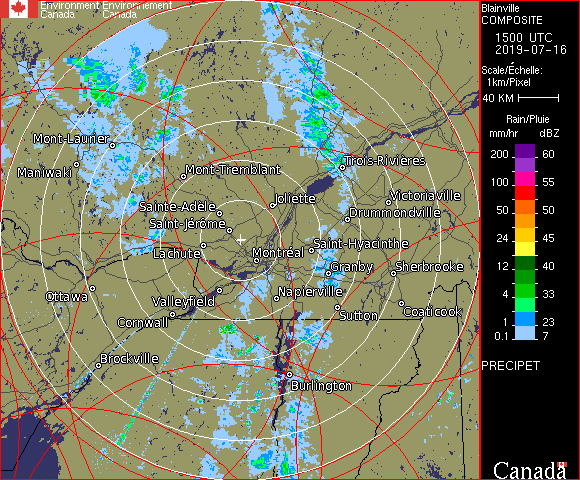 Environment Environnement
Canada Canada
Blainville
COMPOSITE
1500 UTC
2019-07-16
Scale/Échelle:
1km/Pixel
40 KM
Rain/Pluie
mm/hr dBZ
200 60
100 55
50 50
24 45
12 40
4 33
1 23
0.1 7
PRECIPET
Canada
Mont-Laurier
Maniwaki
Mont-Tremblant
Trois-Rivières
Joliette
Victoriaville
Sainte-Adèle
Drummondville
Saint-Jérôme
Lachute
Montréal
Saint-Hyacinthe
Granby
Sherbrooke
Ottawa
Valleyfield
Napierville
Sutton
Coaticook
Cornwall
Brockville
Burlington